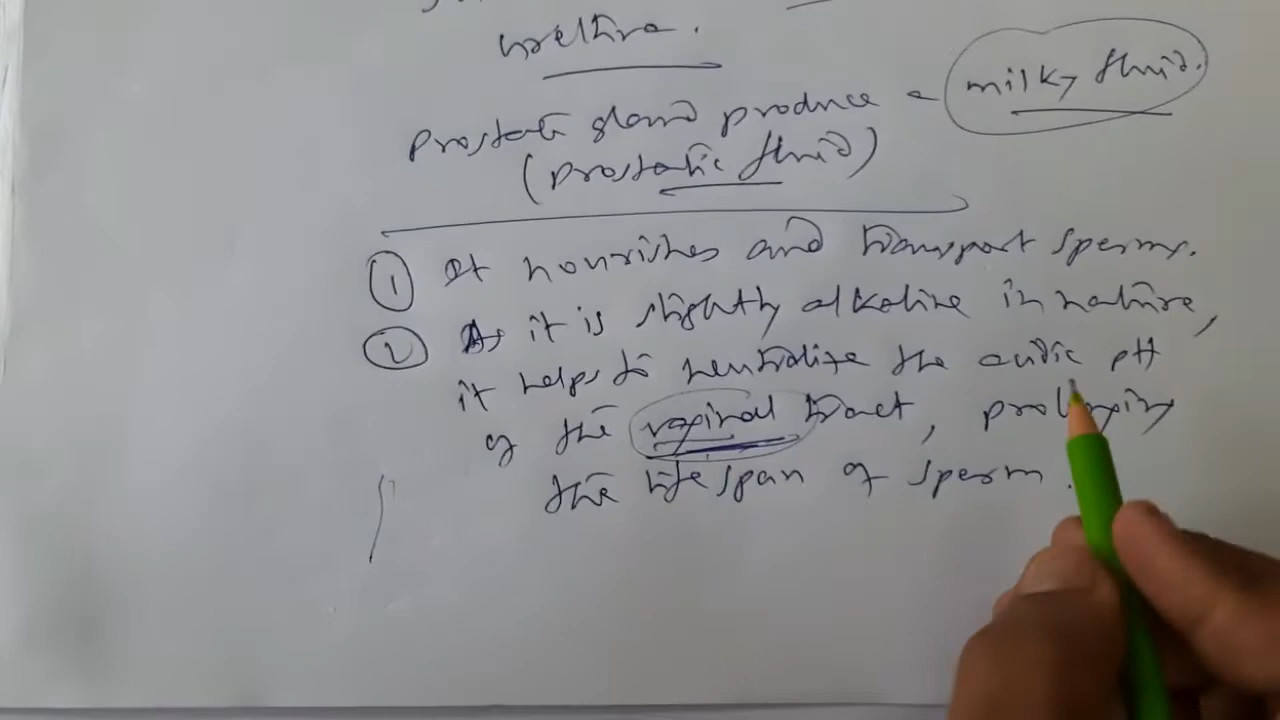 urethra.
Prostate gland produce a milky fluid.
(prostatic fluid)
1 It nourishes and transport sperms.
2 As it is slightly alkaline in nature,
it helps to neutralize the acidic pH
of the vaginal tract, prolonging
the life span of sperm.